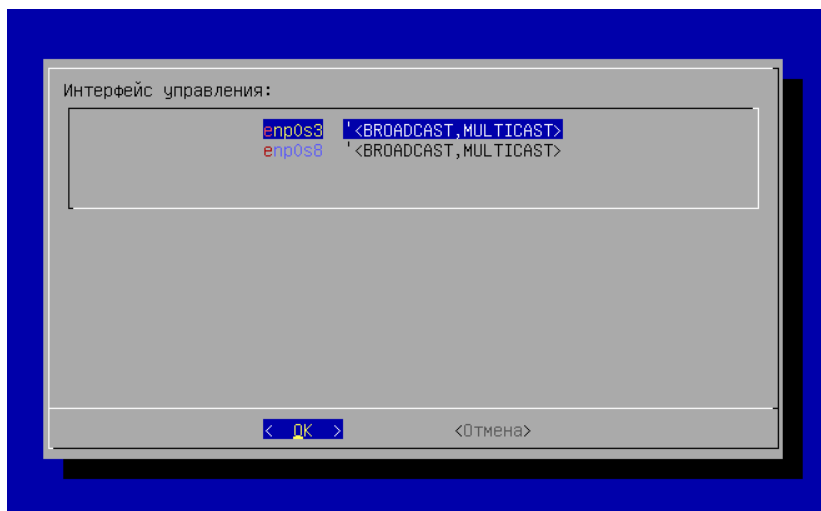 Интерфейс управления:
enp0s3 '<BROADCAST,MULTICAST>
enp0s8 '<BROADCAST,MULTICAST>
< OK > <Отмена>